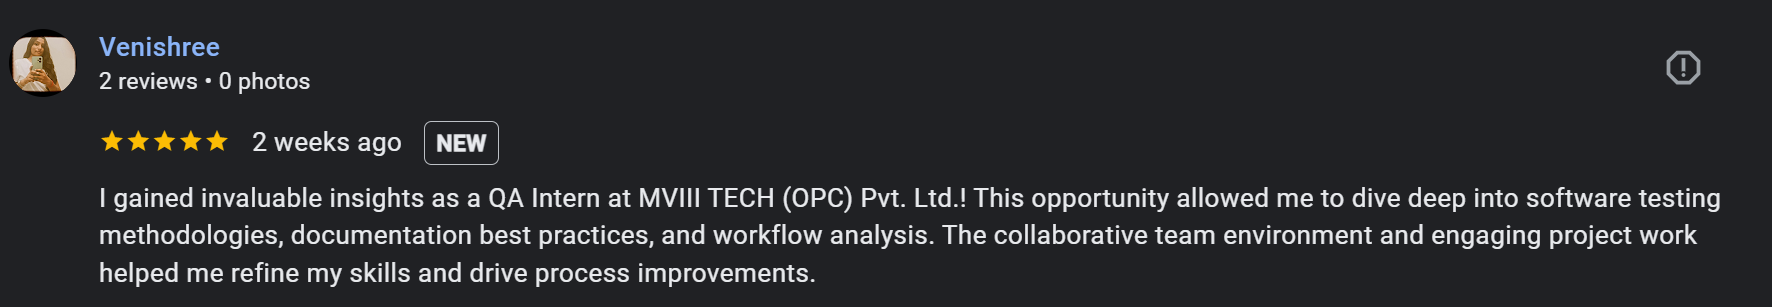 Venishree
2 reviews • 0 photos
2 weeks ago NEW
I gained invaluable insights as a QA Intern at MVIII TECH (OPC) Pvt. Ltd.! This opportunity allowed me to dive deep into software testing
methodologies, documentation best practices, and workflow analysis. The collaborative team environment and engaging project work
helped me refine my skills and drive process improvements.